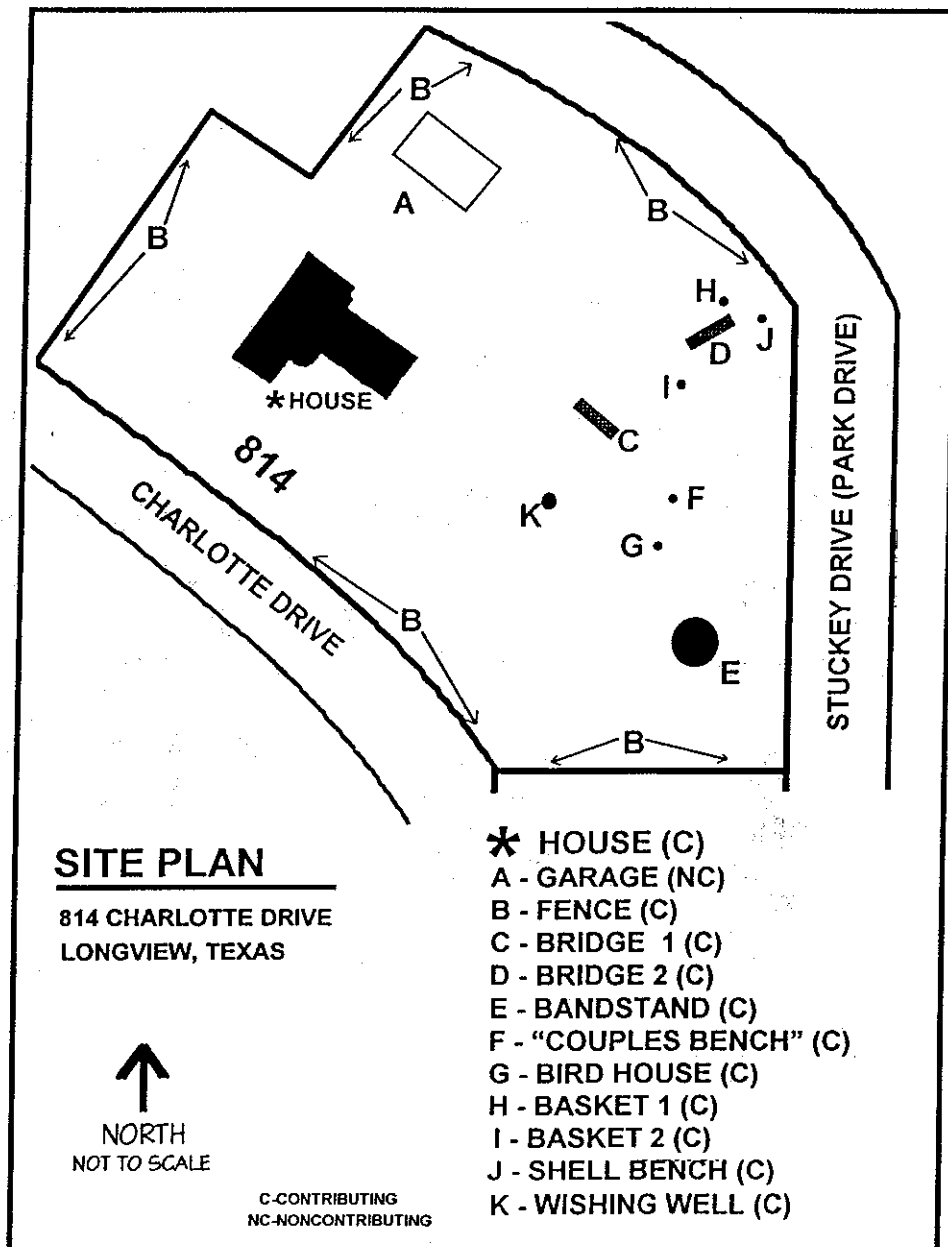 B
B
A
B
H
J
D
I
* HOUSE
C
814
K
F
CHARLOTTE DRIVE
G
B
E
STUCKEY DRIVE (PARK DRIVE)
B
SITE PLAN
814 CHARLOTTE DRIVE
LONGVIEW, TEXAS
NORTH
NOT TO SCALE
C-CONTRIBUTING
NC-NONCONTRIBUTING
* HOUSE (C)
A - GARAGE (NC)
B - FENCE (C)
C - BRIDGE 1 (C)
D - BRIDGE 2 (C)
E - BANDSTAND (C)
F - “COUPLES BENCH” (C)
G - BIRD HOUSE (C)
H - BASKET 1 (C)
I - BASKET 2 (C)
J - SHELL BENCH (C)
K - WISHING WELL (C)